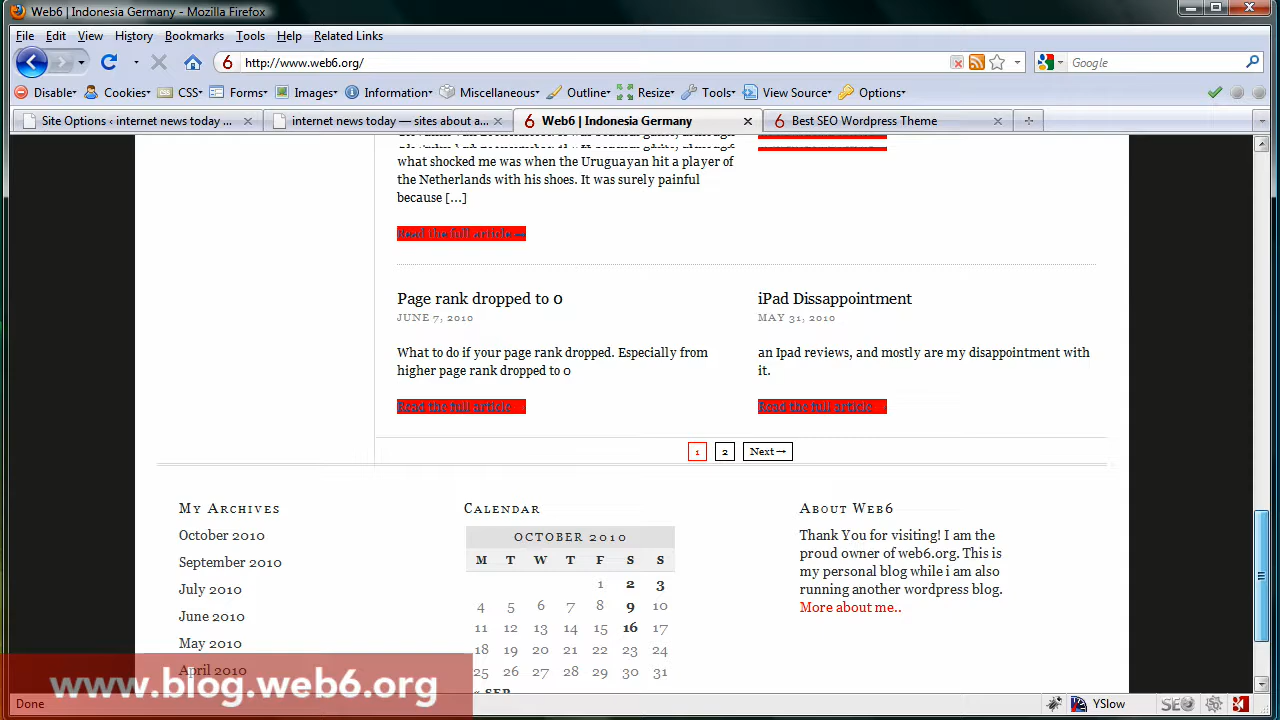 Web6 | Indonesia Germany - Mozilla Firefox
File Edit View History Bookmarks Tools Help Related Links
6 http://www.web6.org/ Google
Disable▾ Cookies▾ CSS▾ Forms▾ Images▾ Information▾ Miscellaneous▾ Outline▾ Resize▾ Tools▾ View Source▾ Options▾
Site Options ‹ internet news today ... internet news today — sites about a... 6 Web6 | Indonesia Germany 6 Best SEO Wordpress Theme
what shocked me was when the Uruguayan hit a player of
the Netherlands with his shoes. It was surely painful
because [...]
Read the full article →
Page rank dropped to 0
JUNE 7, 2010
What to do if your page rank dropped. Especially from
higher page rank dropped to 0
Read the full article
iPad Dissappointment
MAY 31, 2010
an Ipad reviews, and mostly are my disappointment with
it.
Read the full article
1 2 Next→
My Archives
October 2010
September 2010
July 2010
June 2010
May 2010
April 2010
Calendar
OCTOBER 2010
M T W T F S S
1 2 3
4 5 6 7 8 9 10
11 12 13 14 15 16 17
18 19 20 21 22 23 24
25 26 27 28 29 30 31
« SEP
About Web6
Thank You for visiting! I am the
proud owner of web6.org. This is
my personal blog while i am also
running another wordpress blog.
More about me..
www.blog.web6.org
Done YSlow SEO